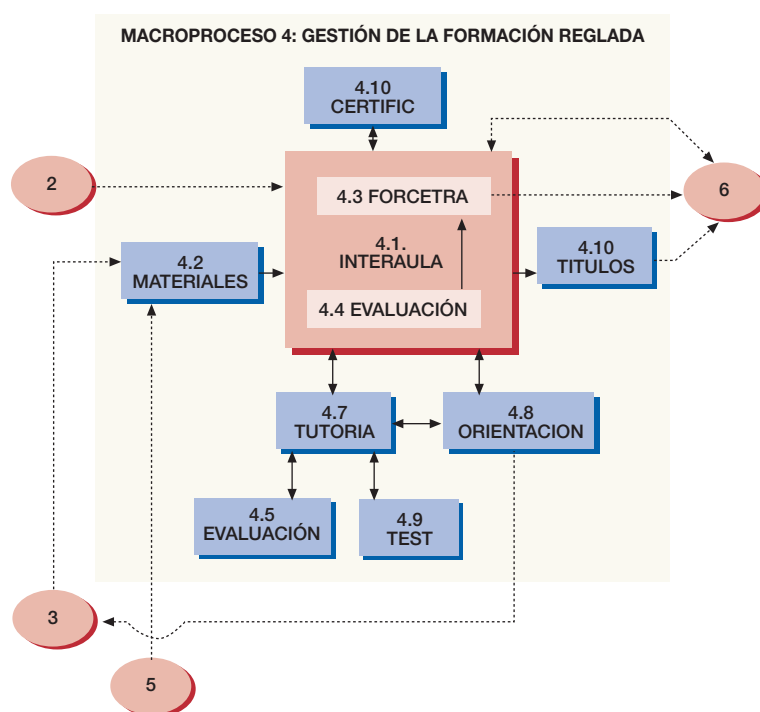 MACROPROCESO 4: GESTIÓN DE LA FORMACIÓN REGLADA
4.10
CERTIFIC
2
6
4.3 FORCETRA
4.1.
INTERAULA
4.4 EVALUACIÓN
4.2
MATERIALES
4.10
TITULOS
4.7
TUTORIA
4.8
ORIENTACION
4.5
EVALUACIÓN
4.9
TEST
3
5